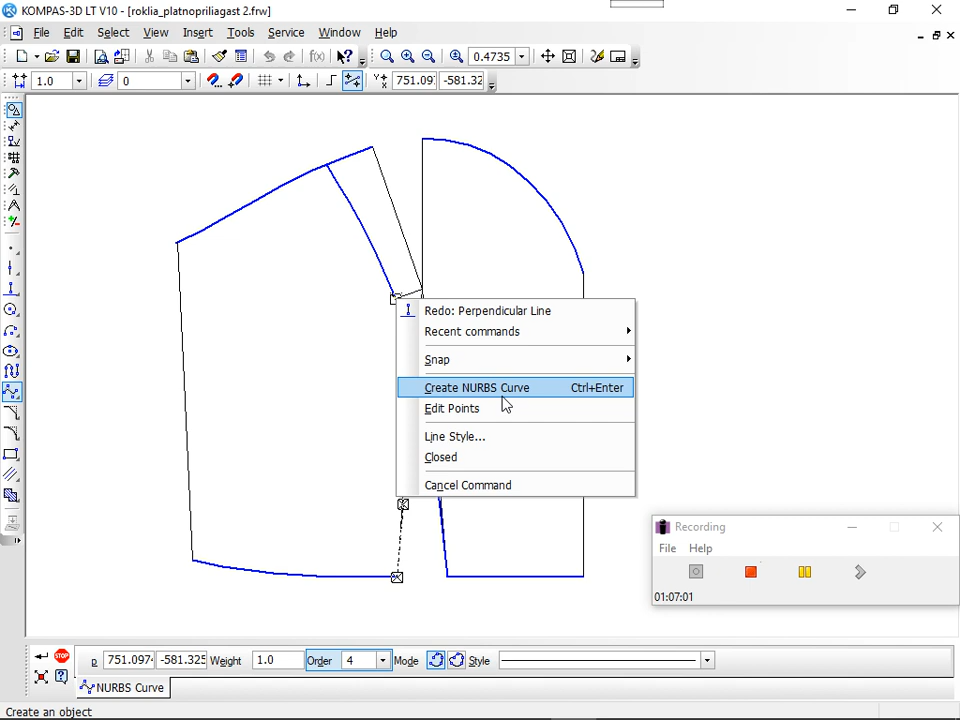 KOMPAS-3D LT V10 - [roklia_platnopriliagast 2.frw]
File Edit Select View Insert Tools Service Window Help
f(x) 0.4735
1.0 0 751.097 -581.325
Redo: Perpendicular Line
Recent commands
Snap
Create NURBS Curve Ctrl+Enter
Edit Points
Line Style...
Closed
Cancel Command
Recording
File Help
01:07:01
p 751.0974 -581.325 Weight 1.0 Order 4 Mode Style
NURBS Curve
Create an object